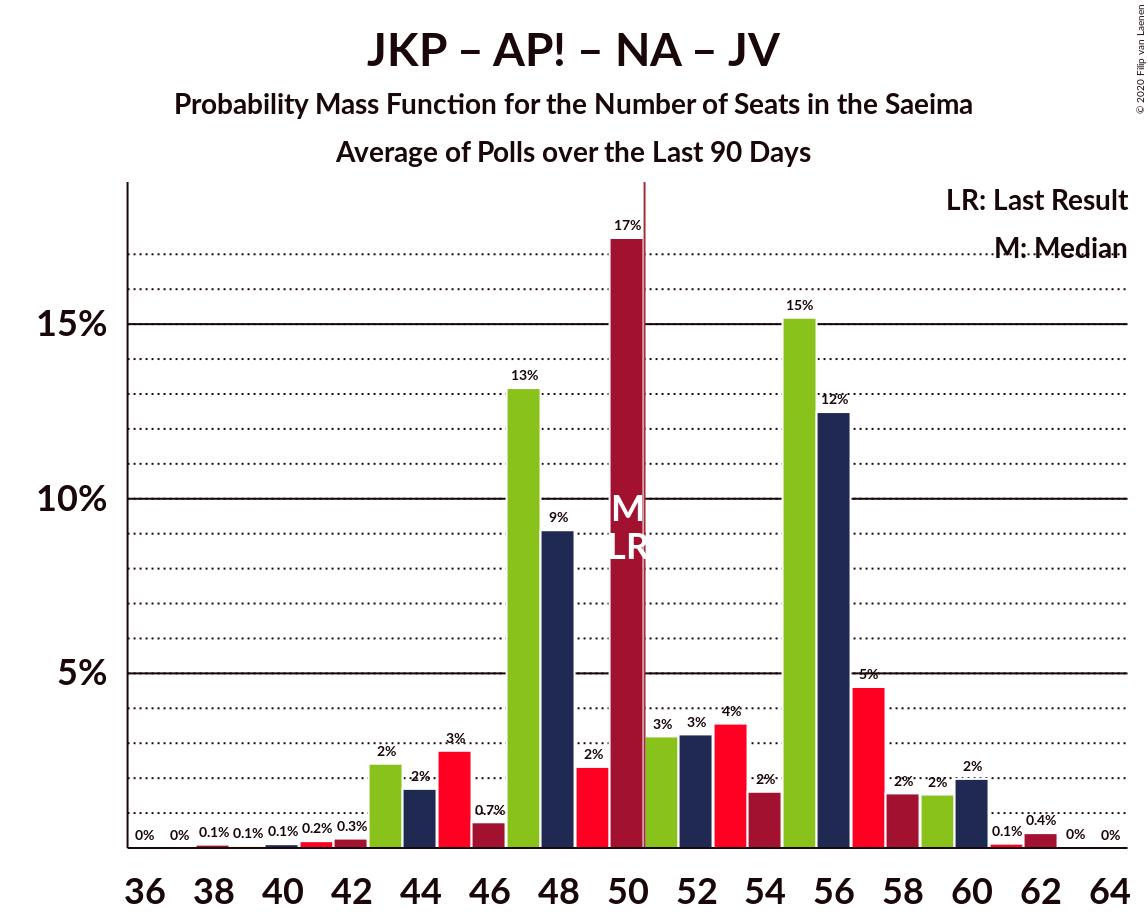 JKP – AP! – NA – JV
Probability Mass Function for the Number of Seats in the Saeima
Average of Polls over the Last 90 Days
© 2020 Filip van Laenen
LR: Last Result
M: Median
15%
10%
5%
0% 0% 0.1% 0.1% 0.1% 0.2% 0.3% 2% 2% 3% 0.7% 13% 9% 2% 17% 3% 3% 4% 2% 15% 12% 5% 2% 2% 2% 0.1% 0.4% 0% 0%
M
LR
36 38 40 42 44 46 48 50 52 54 56 58 60 62 64